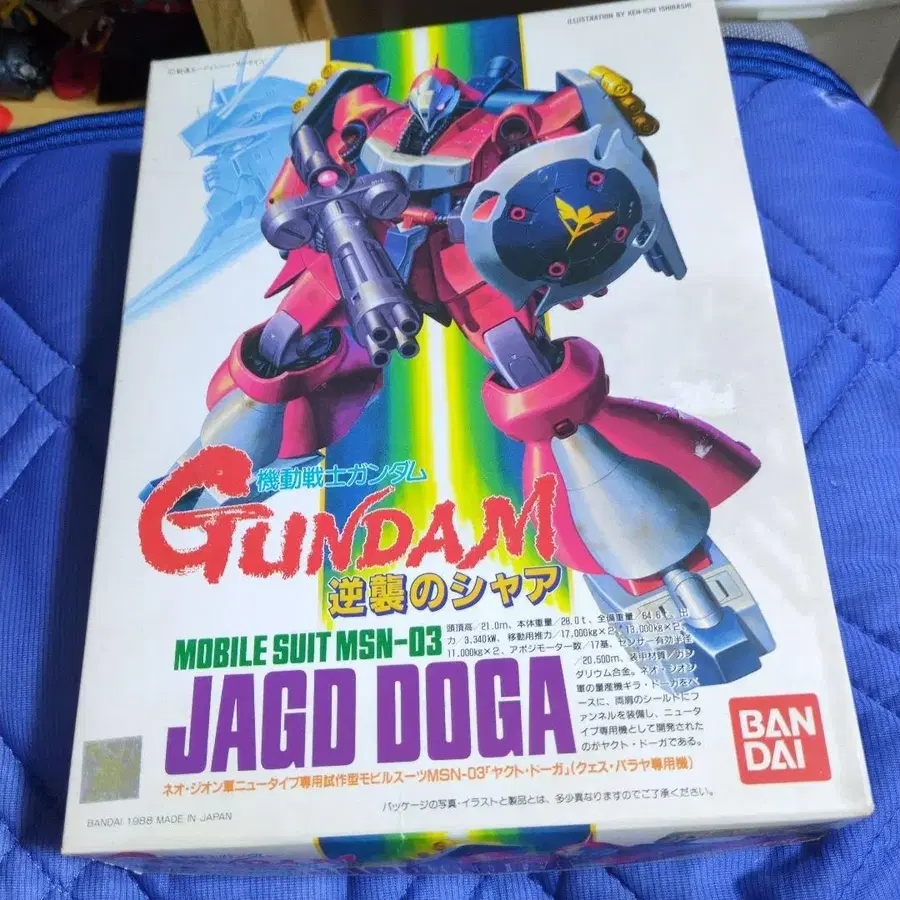 ILLUSTRATION BY KEN-ICHI ISHIBASHI
機動戦士ガンダム
GUNDAM
逆襲のシャア
MOBILE SUIT MSN-03
JAGD DOGA
頭頂高/21.0m、本体重量/28.0t、全備重量/64.0t、出
力/3,340kW、移動用推力/17,000kg×2、13,000kg×2、
11,000kg×2、アポジモーター数/17基、センサー有効半径
/20,500m、装甲材質/ガン
ダリウム合金。ネオ・ジオン
軍の量産機ギラ・ドーガをベ
ースに、両肩のシールドにフ
ァンネルを装備し、ニュータ
イプ専用機として開発された
のがヤクト・ドーガである。
ネオ・ジオン軍ニュータイプ専用試作型モビルスーツMSN-03「ヤクト・ドーガ」(クェス・パラヤ専用機)
BAN
DAI
パッケージの写真・イラストと製品とは、多少異なりますのでご了承ください。
BANDAI 1988 MADE IN JAPAN
機動戦士ガンダム